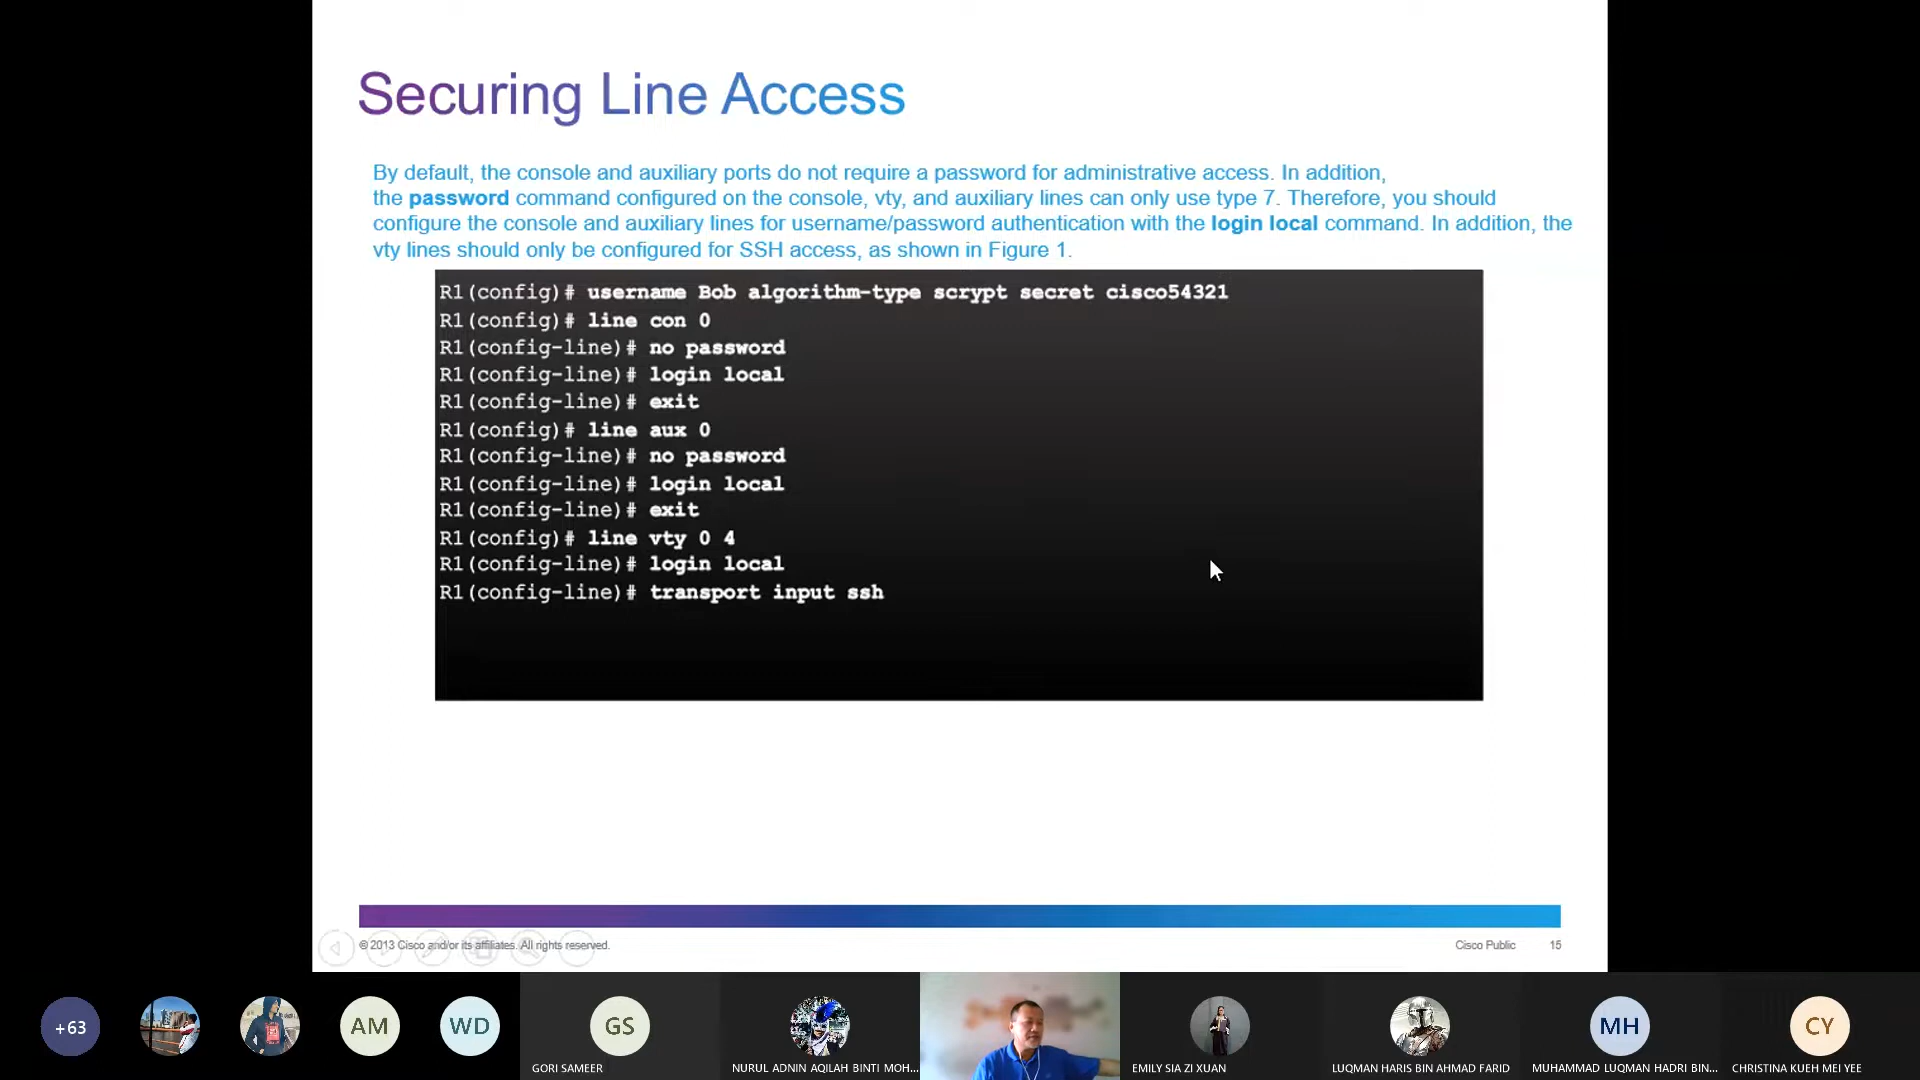 Securing Line Access
By default, the console and auxiliary ports do not require a password for administrative access. In addition,
the password command configured on the console, vty, and auxiliary lines can only use type 7. Therefore, you should
configure the console and auxiliary lines for username/password authentication with the login local command. In addition, the
vty lines should only be configured for SSH access, as shown in Figure 1.
R1(config)# username Bob algorithm-type scrypt secret cisco54321
R1(config)# line con 0
R1(config-line)# no password
R1(config-line)# login local
R1(config-line)# exit
R1(config)# line aux 0
R1(config-line)# no password
R1(config-line)# login local
R1(config-line)# exit
R1(config)# line vty 0 4
R1(config-line)# login local
R1(config-line)# transport input ssh
© 2013 Cisco and/or its affiliates. All rights reserved.
Cisco Public 15
+63 AM WD GS MH CY
GORI SAMEER NURUL ADNIN AQILAH BINTI MOH... EMILY SIA ZI XUAN LUQMAN HARIS BIN AHMAD FARID MUHAMMAD LUQMAN HADRI BIN... CHRISTINA KUEH MEI YEE